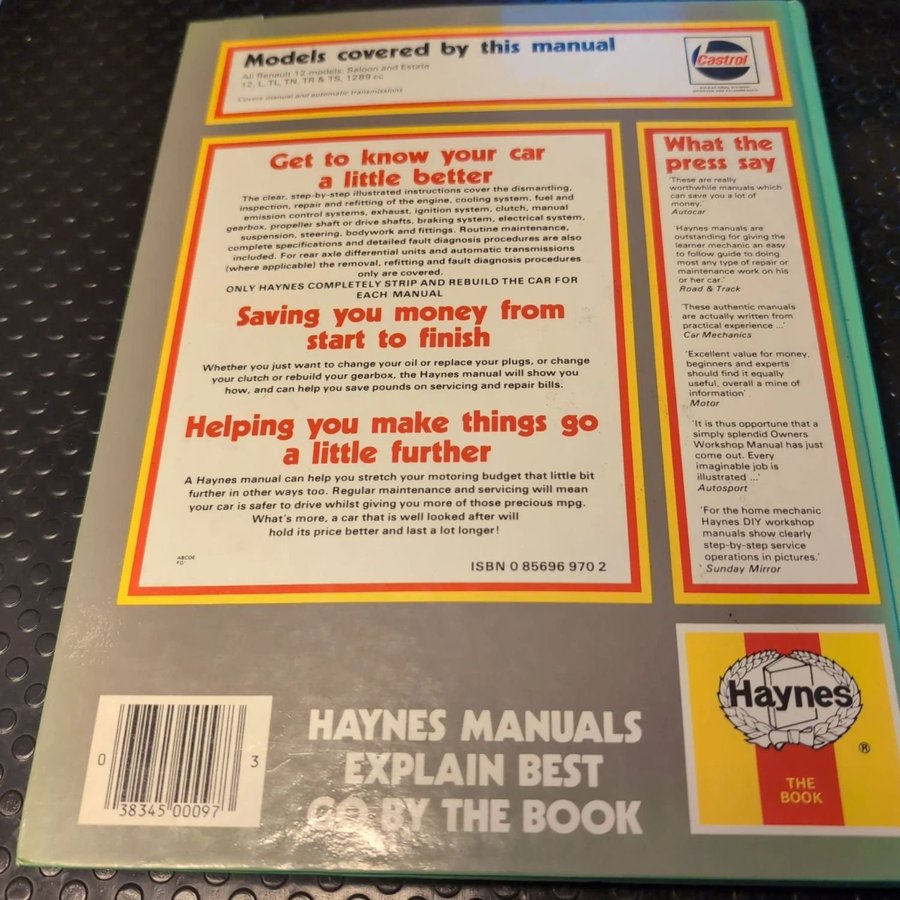 Models covered by this manual
All Renault 12 models, Saloon and Estate
12, L, TL, TN, TR & TS, 1289 cc
Covers manual and automatic transmissions
Castrol
Get to know your car
a little better
The clear, step-by-step illustrated instructions cover the dismantling,
inspection, repair and refitting of the engine, cooling system, fuel and
emission control systems, exhaust, ignition system, clutch, manual
gearbox, propeller shaft or drive shafts, braking system, electrical system,
suspension, steering, bodywork and fittings. Routine maintenance,
complete specifications and detailed fault diagnosis procedures are also
included. For rear axle differential units and automatic transmissions
(where applicable) the removal, refitting and fault diagnosis procedures
only are covered.
ONLY HAYNES COMPLETELY STRIP AND REBUILD THE CAR FOR
EACH MANUAL
Saving you money from
start to finish
Whether you just want to change your oil or replace your plugs, or change
your clutch or rebuild your gearbox, the Haynes manual will show you
how, and can help you save pounds on servicing and repair bills.
Helping you make things go
a little further
A Haynes manual can help you stretch your motoring budget that little bit
further in other ways too. Regular maintenance and servicing will mean
your car is safer to drive whilst giving you more of those precious mpg.
What's more, a car that is well looked after will
hold its price better and last a lot longer!
ABCDE
ISBN 0 85696 970 2
What the
press say
'These are really
worthwhile manuals which
can save you a lot of
money.'
Autocar
'Haynes manuals are
outstanding for giving the
learner mechanic an easy
to follow guide to doing
most any type of repair or
maintenance work on his
or her car.'
Road & Track
'These authentic manuals
are actually written from
practical experience ...'
Car Mechanics
'Excellent value for money,
beginners and experts
should find it equally
useful, overall a mine of
information'.
Motor
'It is thus opportune that a
simply splendid Owners
Workshop Manual has just
come out. Every
imaginable job is
illustrated ...'
Autosport
'For the home mechanic
Haynes DIY workshop
manuals show clearly
step-by-step service
operations in pictures.'
Sunday Mirror
0 38345 00097 3
HAYNES MANUALS
EXPLAIN BEST
GO BY THE BOOK
Haynes
®
THE
BOOK